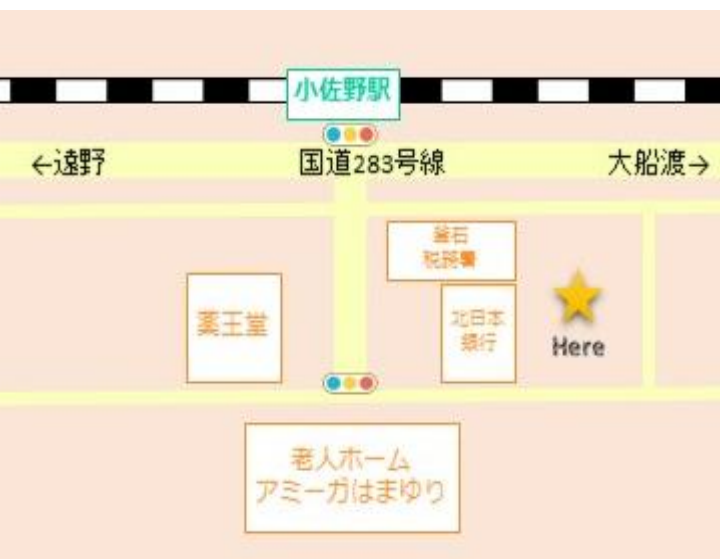 小佐野駅
←遠野
国道283号線
大船渡→
釜石
税務署
薬王堂
北日本
銀行
Here
老人ホーム
アミーガはまゆり